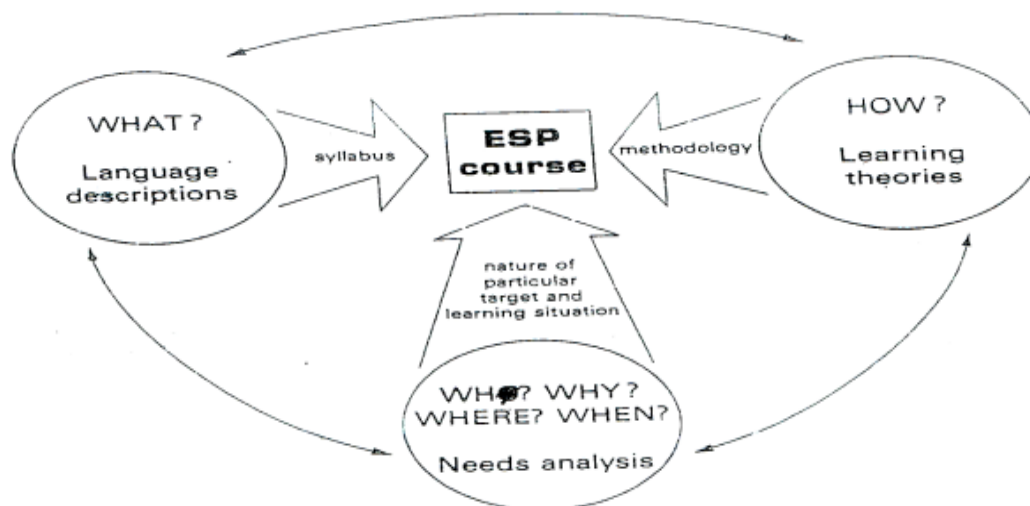 WHAT?
Language
descriptions
syllabus
ESP
course
methodology
HOW?
Learning
theories
nature of
particular
target and
learning situation
WHO? WHY?
WHERE? WHEN?
Needs analysis